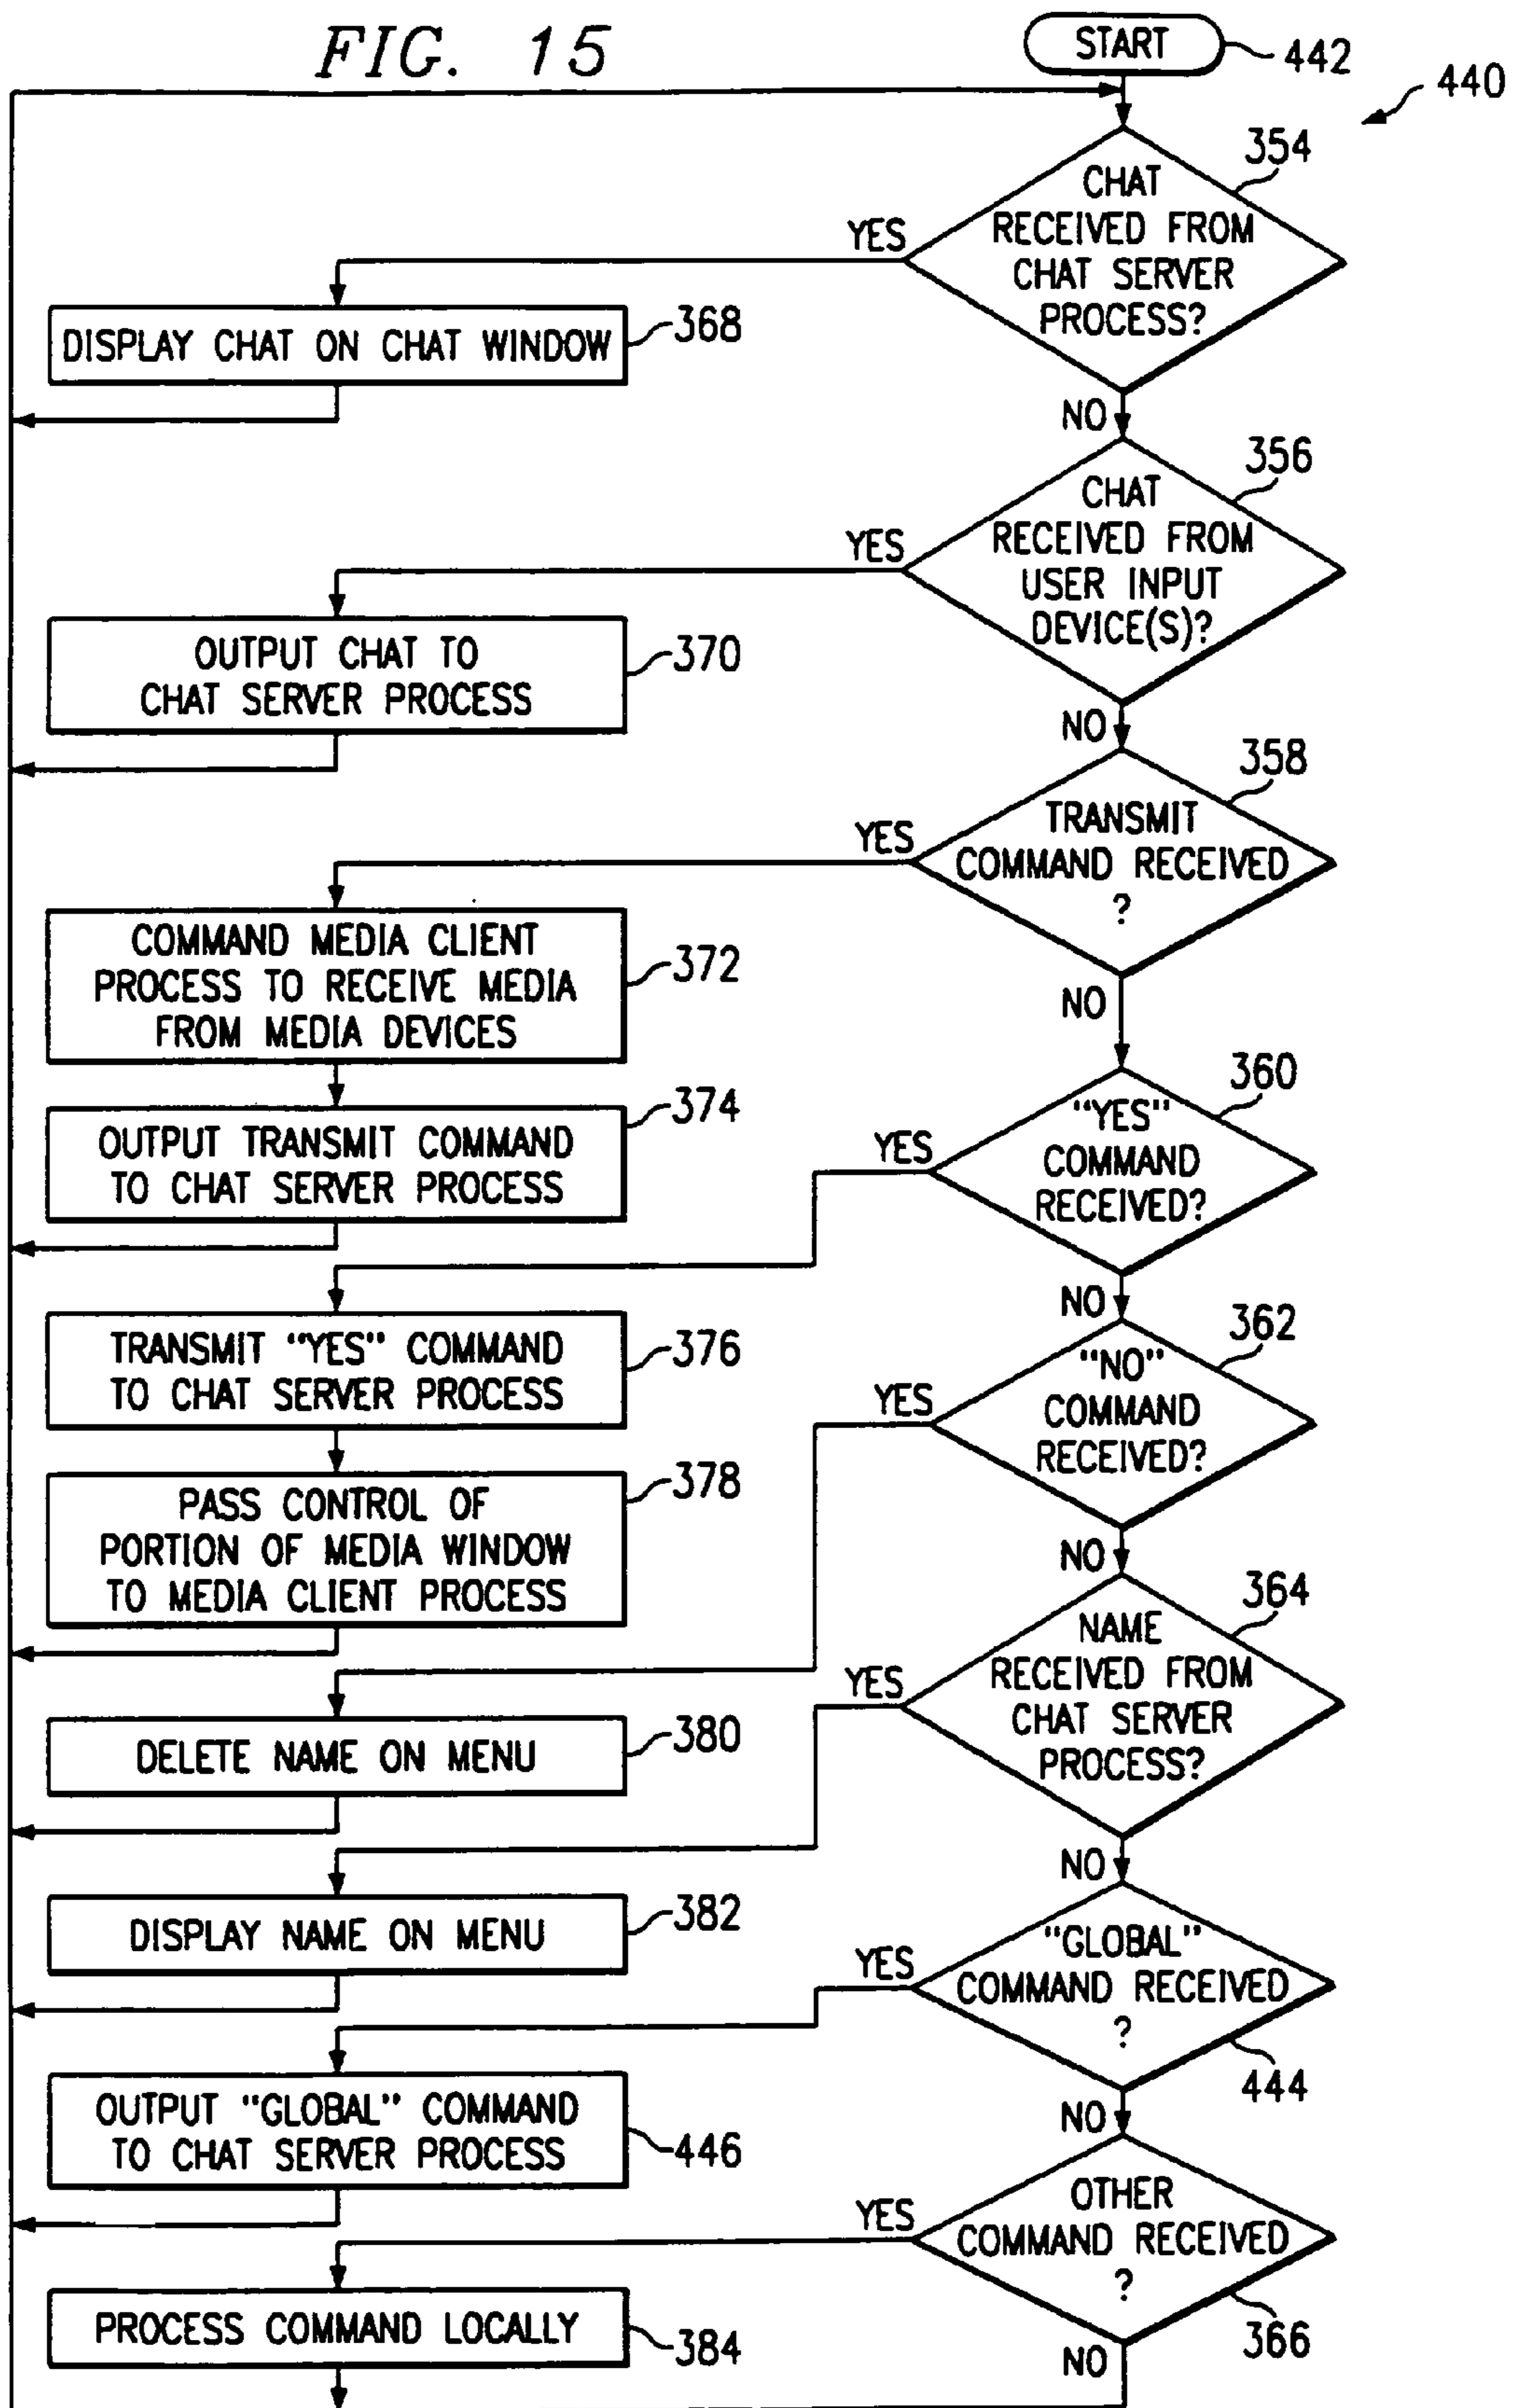 FIG. 15
START
442
440
354
CHAT
RECEIVED FROM
CHAT SERVER
PROCESS?
YES
368
DISPLAY CHAT ON CHAT WINDOW
NO
356
CHAT
RECEIVED FROM
USER INPUT
DEVICE(S)?
YES
370
OUTPUT CHAT TO
CHAT SERVER PROCESS
NO
358
TRANSMIT
COMMAND RECEIVED
?
YES
372
COMMAND MEDIA CLIENT
PROCESS TO RECEIVE MEDIA
FROM MEDIA DEVICES
NO
374
OUTPUT TRANSMIT COMMAND
TO CHAT SERVER PROCESS
360
"YES"
COMMAND
RECEIVED?
YES
376
TRANSMIT "YES" COMMAND
TO CHAT SERVER PROCESS
378
PASS CONTROL OF
PORTION OF MEDIA WINDOW
TO MEDIA CLIENT PROCESS
NO
362
"NO"
COMMAND
RECEIVED?
YES
380
DELETE NAME ON MENU
NO
364
NAME
RECEIVED FROM
CHAT SERVER
PROCESS?
YES
382
DISPLAY NAME ON MENU
NO
"GLOBAL"
COMMAND RECEIVED
?
444
YES
OUTPUT "GLOBAL" COMMAND
TO CHAT SERVER PROCESS
446
NO
OTHER
COMMAND RECEIVED
?
366
YES
PROCESS COMMAND LOCALLY
384
NO